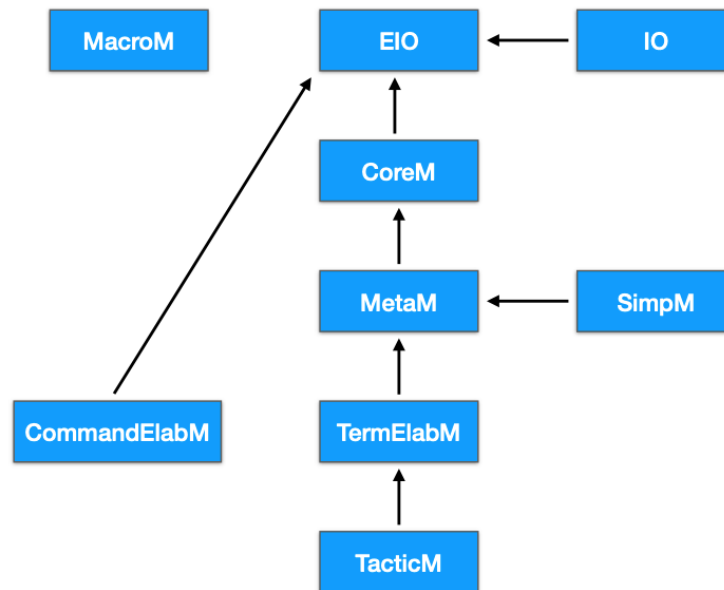 MacroM
EIO
IO
CoreM
MetaM
SimpM
CommandElabM
TermElabM
TacticM